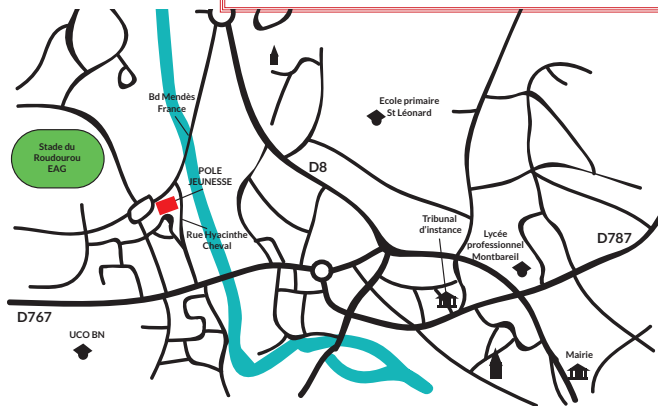 Bd Mendès
France
Ecole primaire
St Léonard
Stade du
Roudourou
EAG
POLE
JEUNESSE
D8
Tribunal
d'instance
Rue Hyacinthe
Cheval
Lycée
professionnel
Montbareil
D787
D767
UCO BN
Mairie